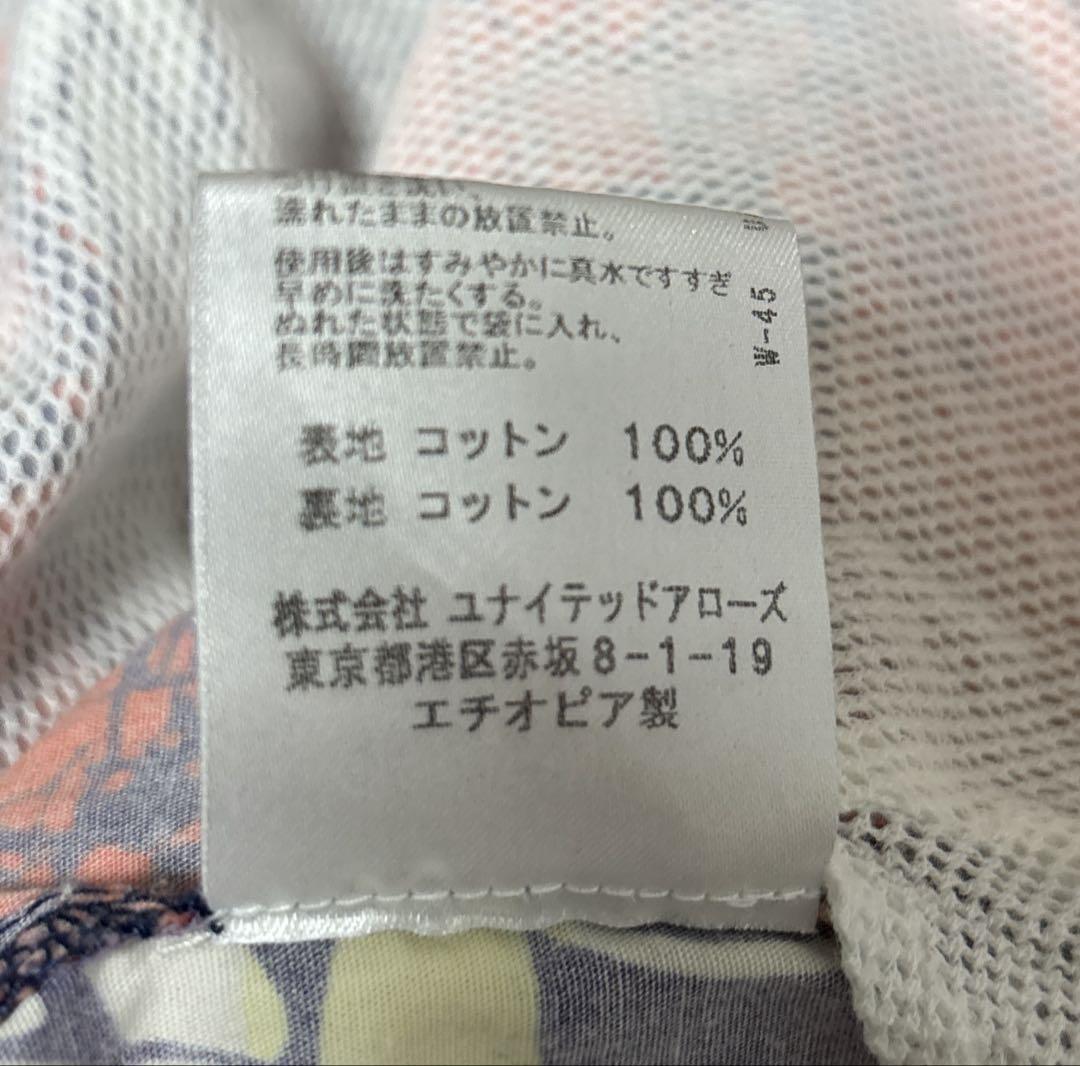 濡れたままの放置禁止。
使用後はすみやかに真水ですすぎ
早めに洗たくする。
ぬれた状態で袋に入れ、
長時間放置禁止。
表地 コットン 100%
裏地 コットン 100%
株式会社 ユナイテッドアローズ
東京都港区赤坂8-1-19
エチオピア製
W-45